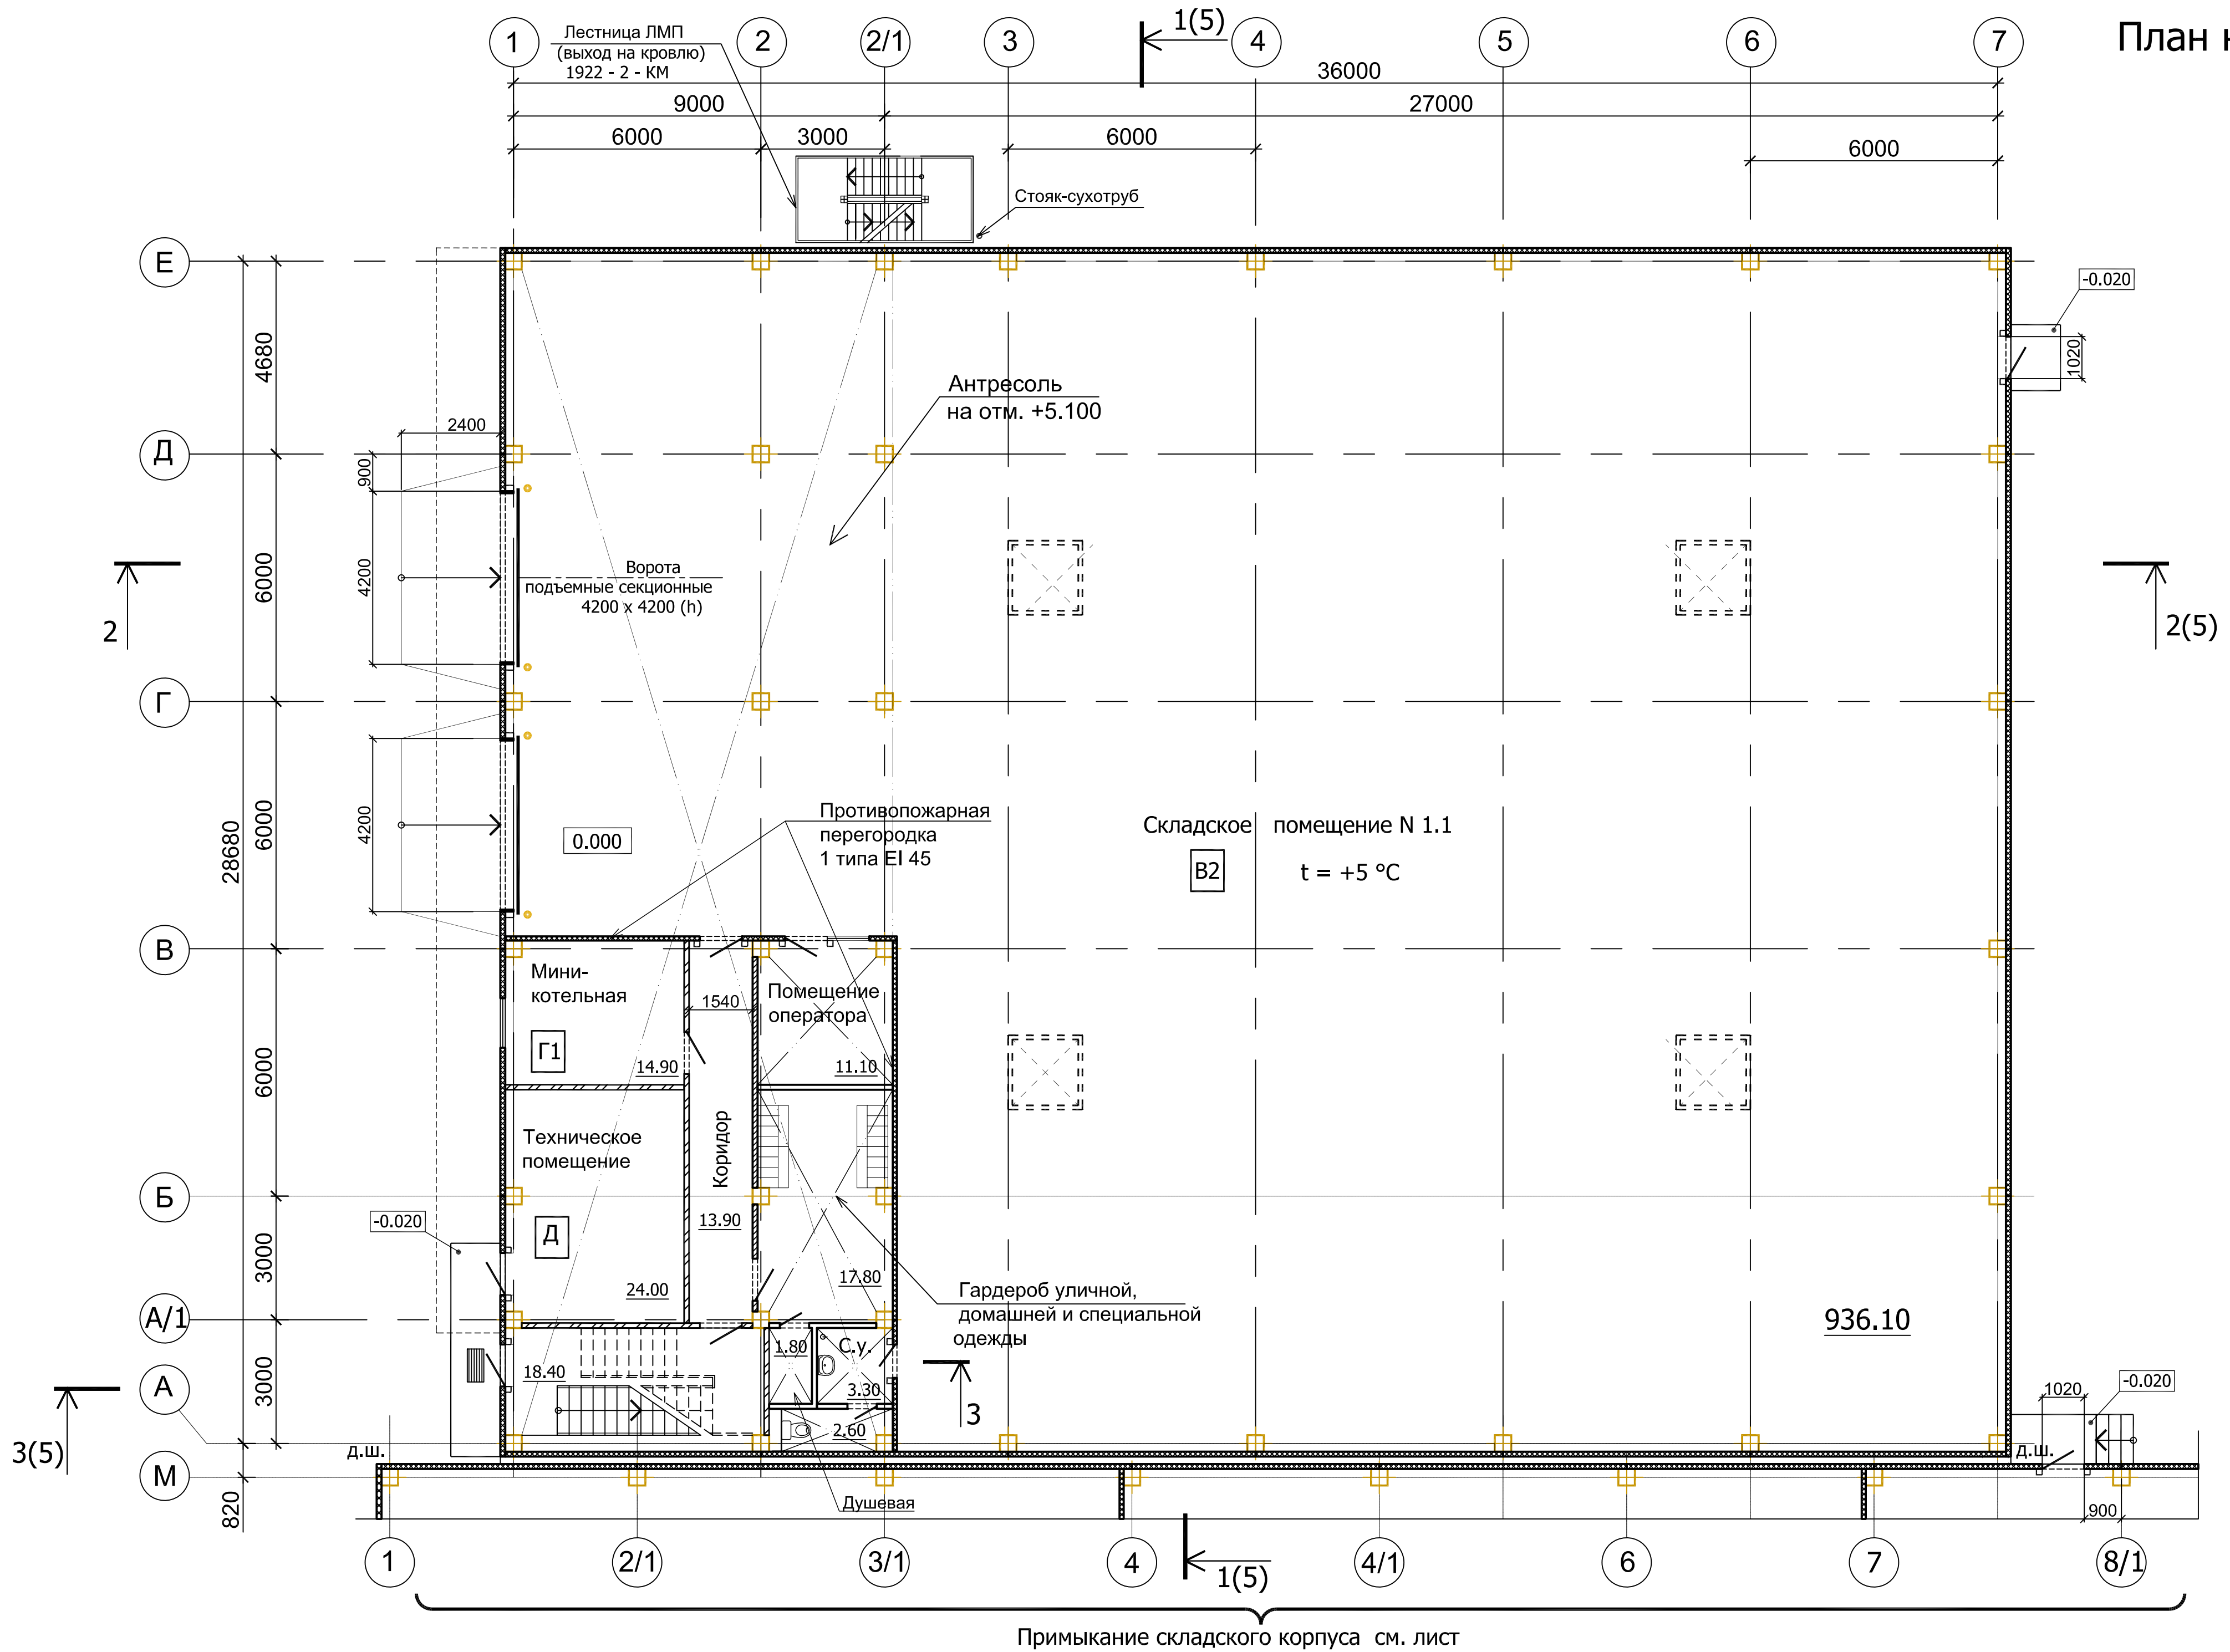 1
2
2/1
3
1(5)
4
5
6
7
План
Лестница ЛМП
(выход на кровлю)
1922 - 2 - КМ
36000
9000
27000
6000
3000
6000
6000
Стояк-сухотруб
Е
-0.020
4680
1020
Антресоль
на отм. +5.100
2400
Д
900
6000
4200
Ворота
подъемные секционные
4200 x 4200 (h)
2
2(5)
Г
6000
4200
28680
0.000
Противопожарная
перегородка
1 типа EI 45
Складское помещение N 1.1
В2
t = +5 °C
В
Мини-
котельная
1540
Помещение
оператора
Г1
14.90
11.10
6000
Техническое
помещение
Коридор
Б
-0.020
Д
13.90
3000
24.00
17.80
Гардероб уличной,
домашней и специальной
одежды
А/1
936.10
1.80
С.у.
18.40
3.30
3
3000
А
1020
-0.020
2.60
3(5)
д.ш.
д.ш.
М
820
Душевая
900
1
2/1
3/1
4
1(5)
4/1
6
7
8/1
Примыкание складского корпуса см. лист